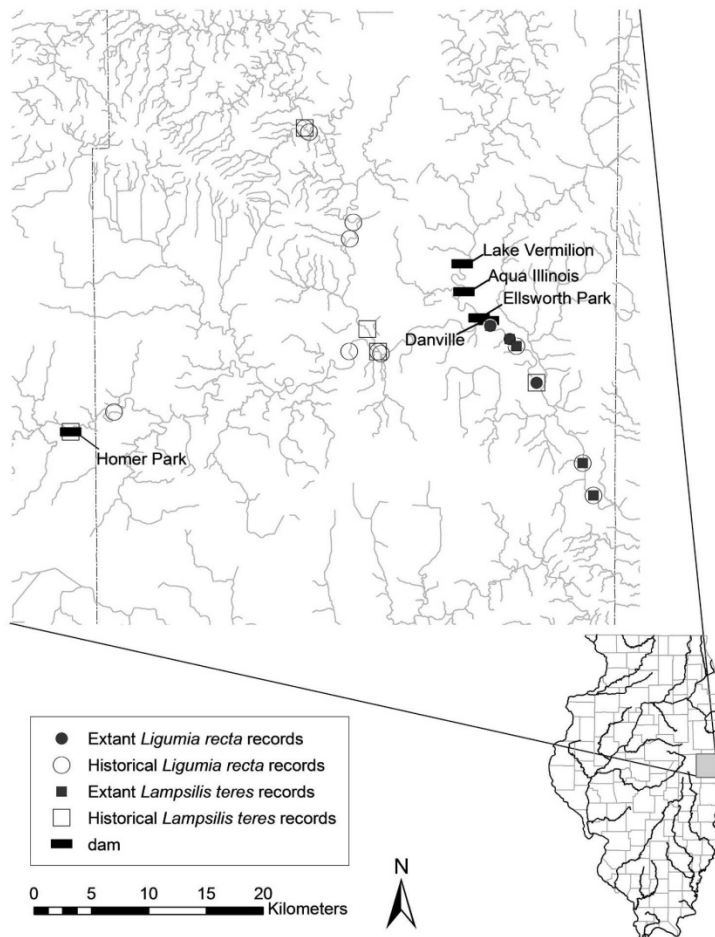 Lake Vermilion
Aqua Illinois
Ellsworth Park
Danville
Homer Park
Extant Ligumia recta records
Historical Ligumia recta records
Extant Lampsilis teres records
Historical Lampsilis teres records
dam
N
0 5 10 15 20
Kilometers